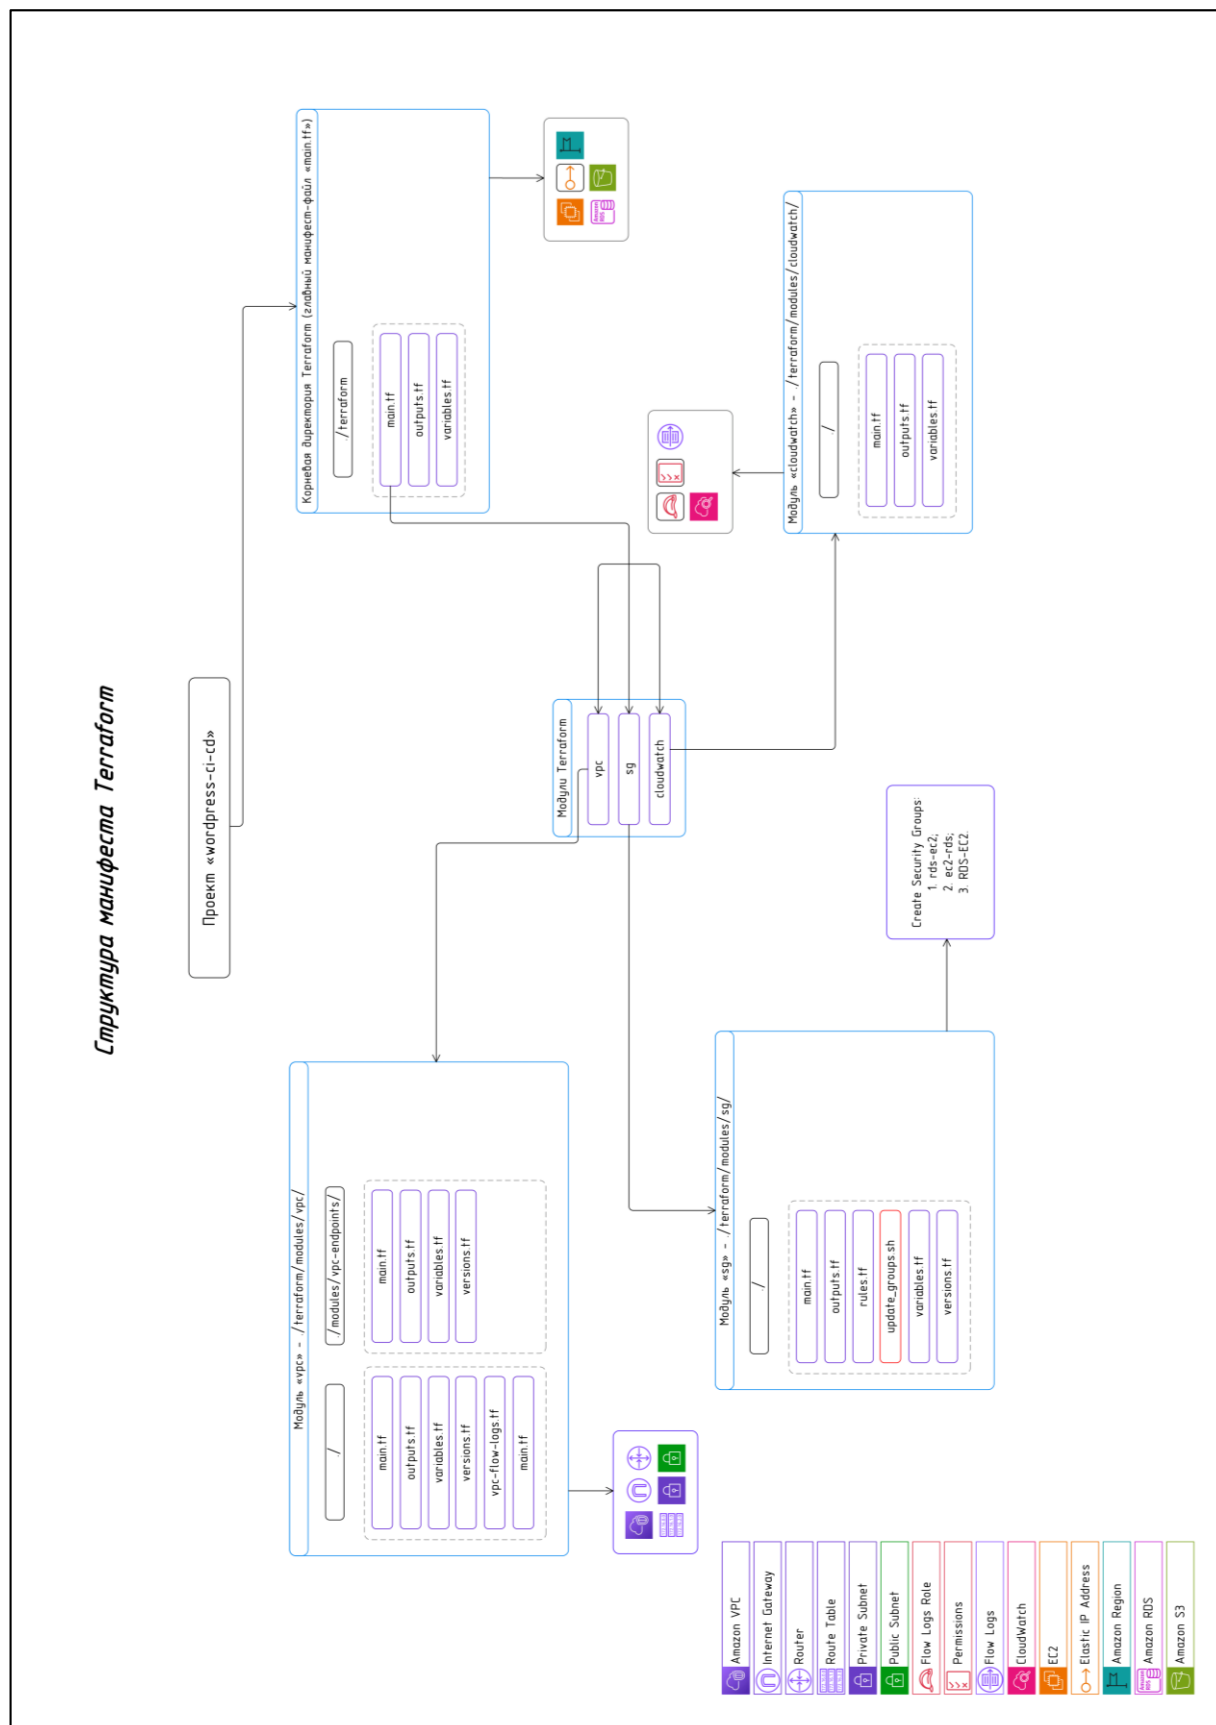 Структура манифеста Terraform
Проект «wordpress-ci-cd»
Модуль «vpc» - ./terraform/modules/vpc/
./
main.tf
outputs.tf
variables.tf
versions.tf
vpc-flow-logs.tf
main.tf
./modules/vpc-endpoints/
main.tf
outputs.tf
variables.tf
versions.tf
Корневая директория Terraform (главный манифест-файл «main.tf»)
./terraform
main.tf
outputs.tf
variables.tf
Amazon
RDS
Модули Terraform
vpc
sg
cloudwatch
Модуль «sg» - ./terraform/modules/sg/
./
main.tf
outputs.tf
rules.tf
update_groups.sh
variables.tf
versions.tf
Create Security Groups:
1. rds-ec2;
2. ec2-rds;
3. RDS-EC2.
Модуль «cloudwatch» - ./terraform/modules/cloudwatch/
./
main.tf
outputs.tf
variables.tf
Amazon VPC
Internet Gateway
Router
Route Table
Private Subnet
Public Subnet
Flow Logs Role
Permissions
Flow Logs
CloudWatch
EC2
Elastic IP Address
Amazon Region
Amazon
RDS
Amazon RDS
Amazon S3